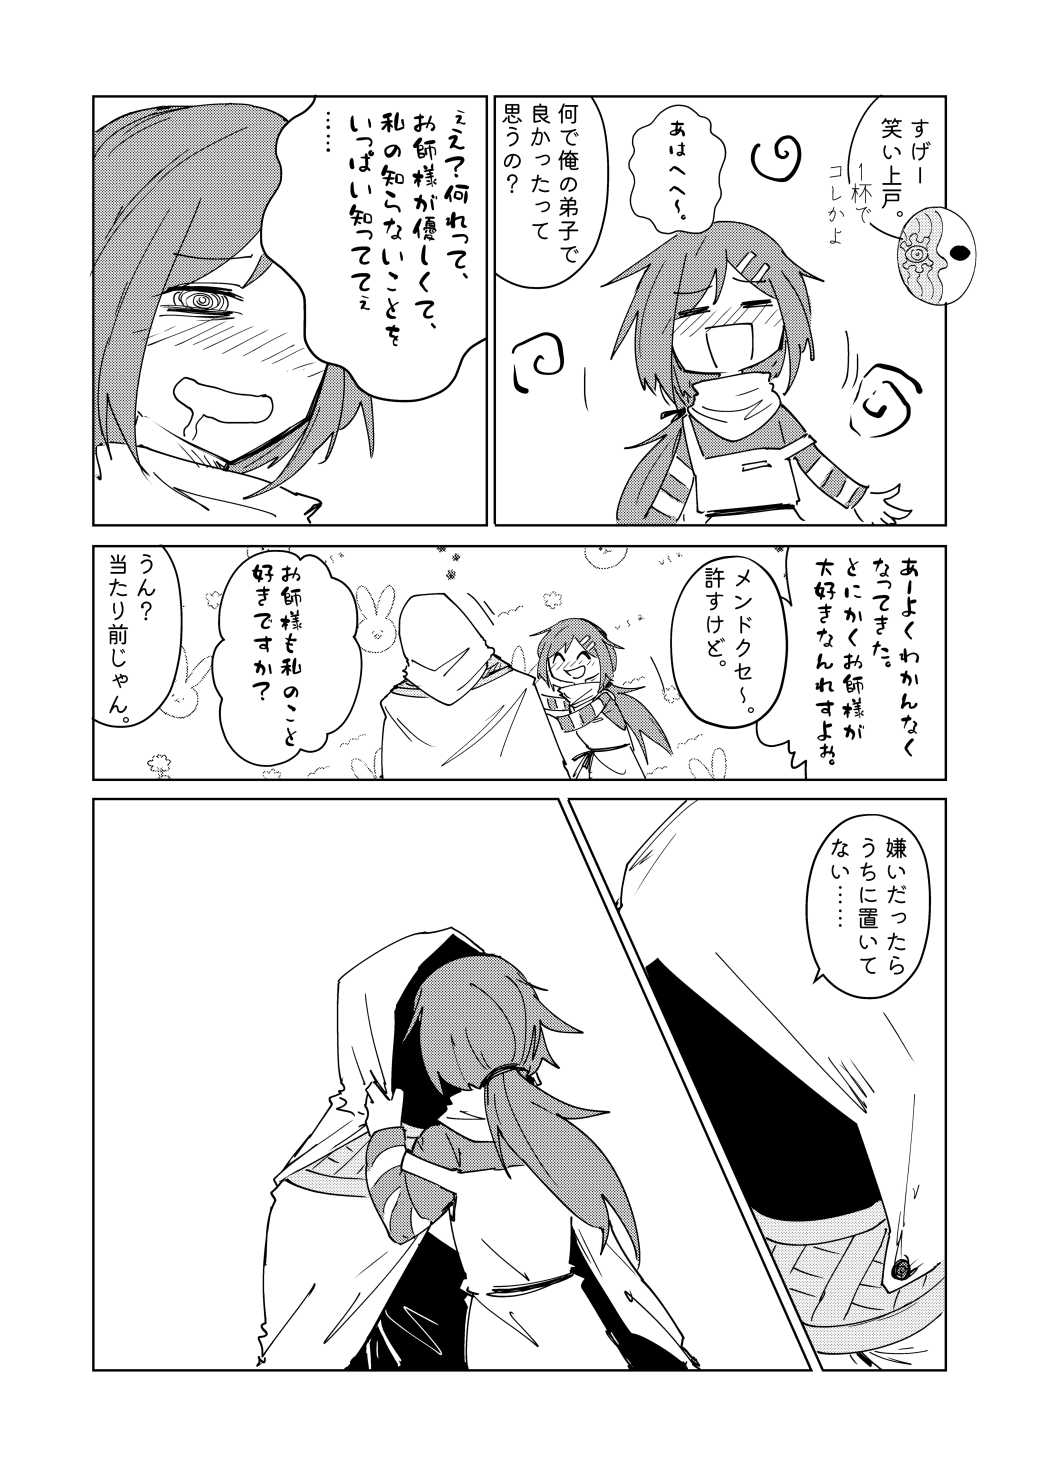 すげー
笑い上戸。
1杯で
コレかよ
あはへへ〜。
何で俺の弟子で
良かったって
思うの？
ええ？何れって、
お師様が優しくて、
私の知らないことを
いっぱい知っててぇ
……
あーよくわかんなく
なってきた。
とにかくお師様が
大好きなんれすよぉ。
メンドクセ〜。
許すけど。
お師様も私のこと
好きですか？
うん？
当たり前じゃん。
嫌いだったら
うちに置いて
ない……